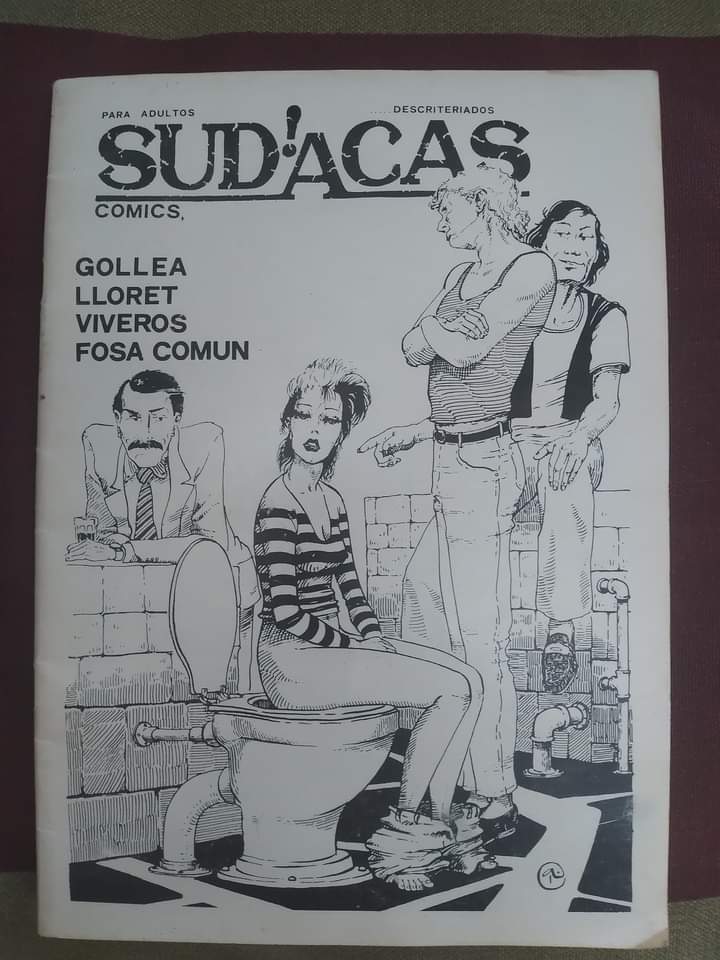 PARA ADULTOS
.....DESCRITERIADOS
SUD!ACAS
COMICS,
GOLLEA
LLORET
VIVEROS
FOSA COMUN